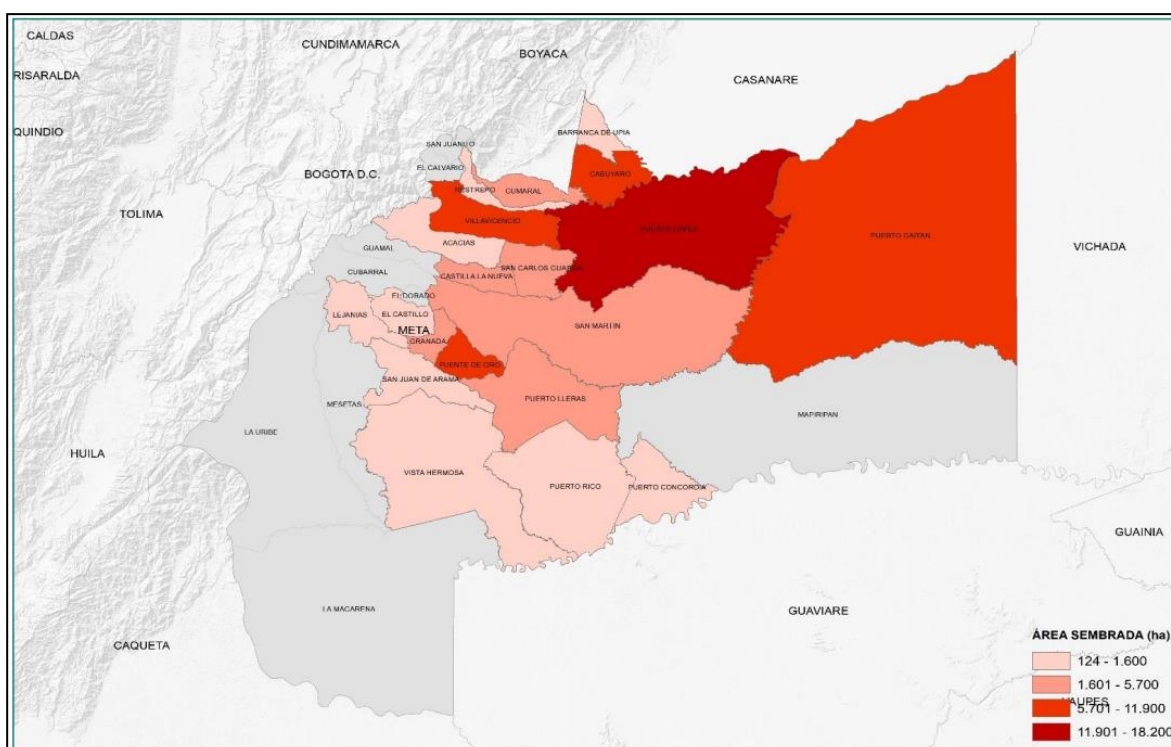 CALDAS
CUNDIMAMARCA
BOYACA
RISARALDA
CASANARE
QUINDIO
BARRANCA DE UPIA
SAN JUANITO
EL CALVARIO
BOGOTA D.C.
CABUYARO
RESTREPO
CUMARAL
TOLIMA
VILLAVICENCIO
PUERTO LOPEZ
PUERTO GAITAN
ACACIAS
VICHADA
GUAMAL
SAN CARLOS GUAROA
CUBARRAL
CASTILLA LA NUEVA
EL DORADO
LEJANIAS
EL CASTILLO
SAN MARTIN
META
GRANADA
FUENTE DE ORO
SAN JUAN DE ARAMA
PUERTO LLERAS
MESETAS
MAPIRIPAN
LA URIBE
HUILA
VISTA HERMOSA
PUERTO RICO
PUERTO CONCORDIA
GUAINIA
LA MACARENA
GUAVIARE
CAQUETA
ÁREA SEMBRADA (ha)
124 - 1.600
1.601 - 5.700
VAUPES
5.701 - 11.900
11.901 - 18.200